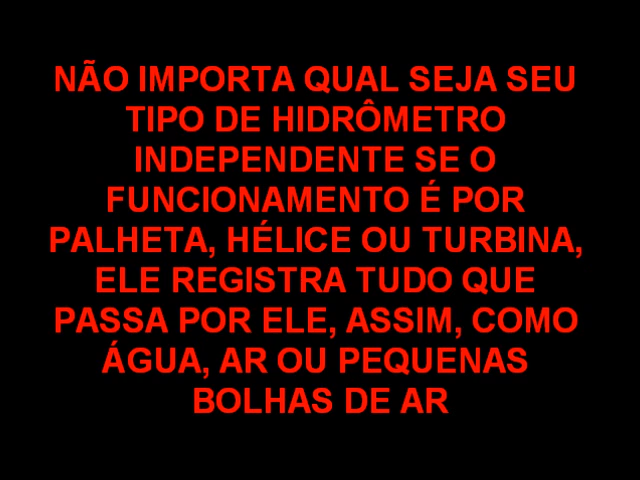 NÃO IMPORTA QUAL SEJA SEU
TIPO DE HIDRÔMETRO
INDEPENDENTE SE O
FUNCIONAMENTO É POR
PALHETA, HÉLICE OU TURBINA,
ELE REGISTRA TUDO QUE
PASSA POR ELE, ASSIM, COMO
ÁGUA, AR OU PEQUENAS
BOLHAS DE AR